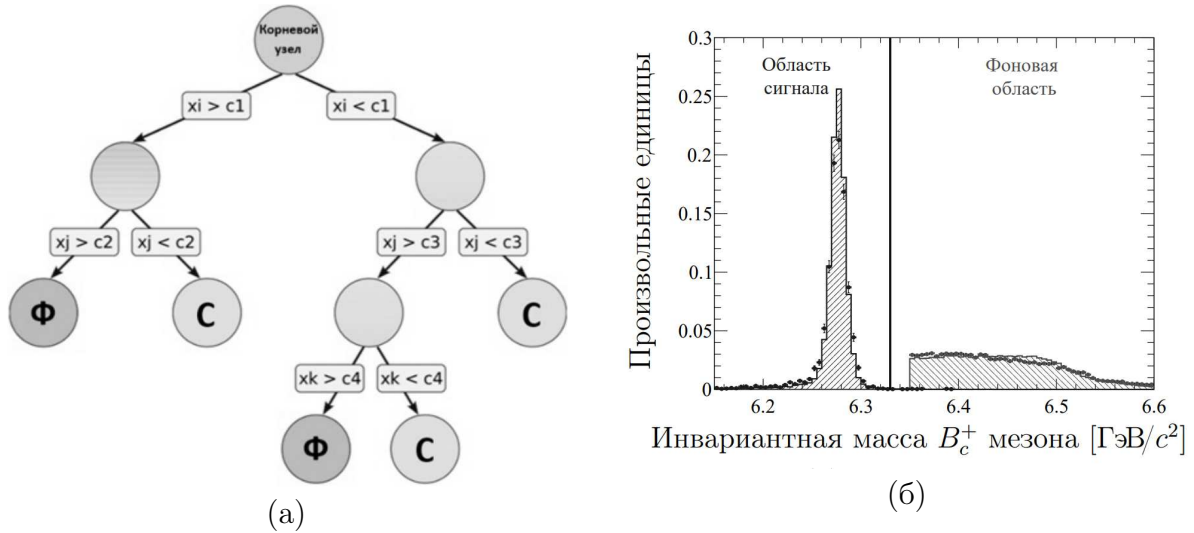 Корневой
узел
xi > c1
xi < c1
xj > c2
xj < c2
xj > c3
xj < c3
Ф
С
С
xk > c4
xk < c4
Ф
С
(а)
Произвольные единицы
0.3
0.25
0.2
0.15
0.1
0.05
0
Область
сигнала
Фоновая
область
6.2
6.3
6.4
6.5
6.6
Инвариантная масса $B_c^+$ мезона [ГэВ/$c^2$]
(б)